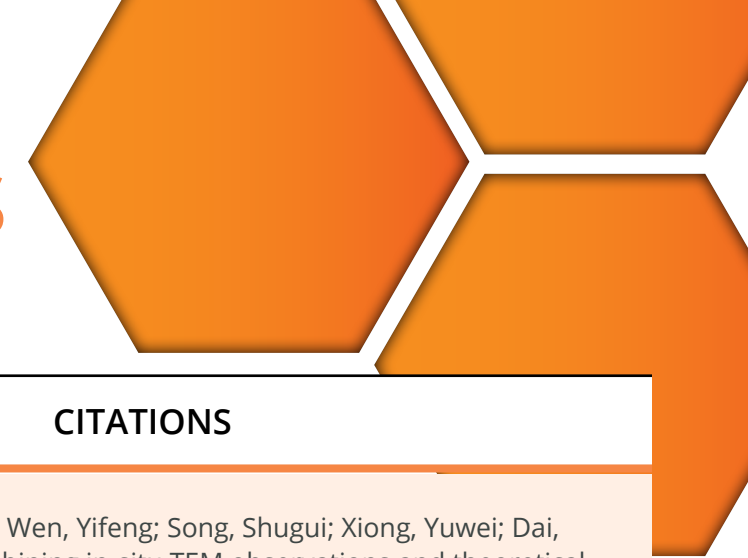 CITATIONS
Wen, Yifeng; Song, Shugui; Xiong, Yuwei; Dai,
in-situ TEM observations and theoretical